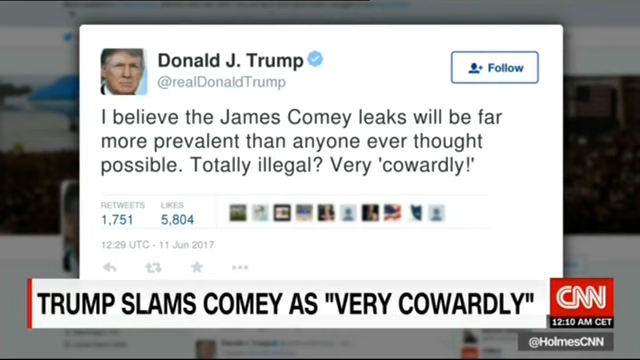 Donald J. Trump
@realDonaldTrump
Follow
I believe the James Comey leaks will be far
more prevalent than anyone ever thought
possible. Totally illegal? Very 'cowardly!'
RETWEETS LIKES
1,751 5,804
12:29 UTC - 11 Jun 2017
TRUMP SLAMS COMEY AS "VERY COWARDLY"
CNN
12:10 AM CET
@HolmesCNN